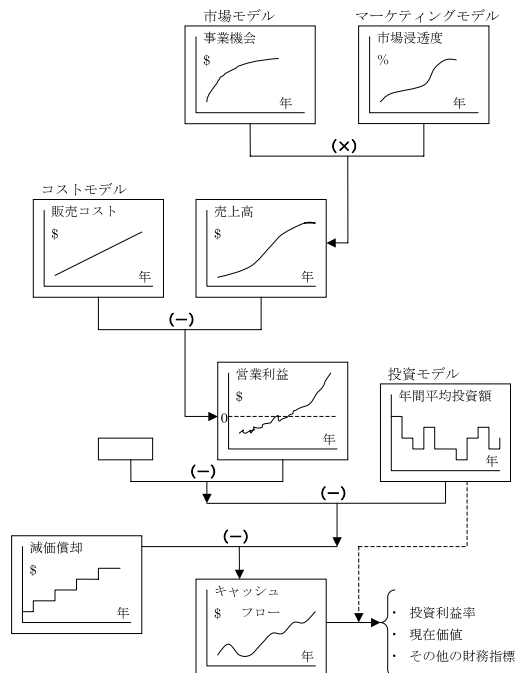 市場モデル
マーケティングモデル
事業機会
$
年
市場浸透度
%
年
(×)
コストモデル
販売コスト
$
年
売上高
$
年
(−)
営業利益
$
0
年
投資モデル
年間平均投資額
年
(−)
(−)
減価償却
$
年
(−)
キャッシュ
フロー
$
年
・ 投資利益率
・ 現在価値
・ その他の財務指標